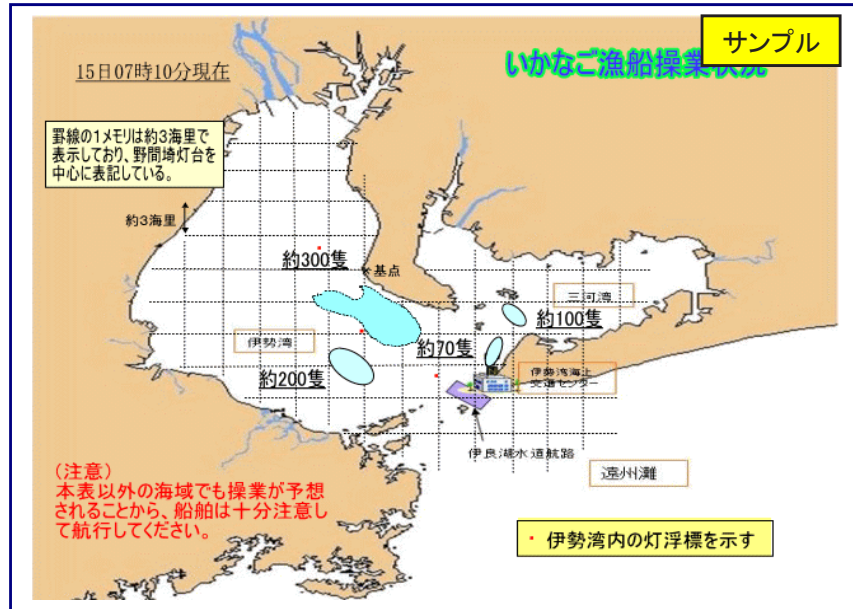 サンプル
いかなご漁船操業状況
15日07時10分現在
罫線の1メモリは約3海里で
表示しており、野間埼灯台を
中心に表記している。
約3海里
約300隻
基点
三河湾
約100隻
伊勢湾
約70隻
約200隻
伊勢湾海上
交通センター
伊良湖水道航路
遠州灘
(注意)
本表以外の海域でも操業が予想
されることから、船舶は十分注意し
て航行してください。
伊勢湾内の灯浮標を示す